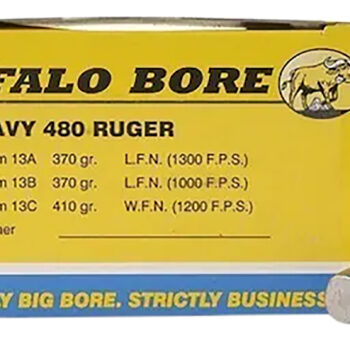 FALO BORE
AVY 480 RUGER
m 13A 370 gr. L.F.N. (1300 F.P.S.)
m 13B 370 gr. L.F.N. (1000 F.P.S.)
m 13C 410 gr. W.F.N. (1200 F.P.S.)
er
Y BIG BORE. STRICTLY BUSINESS